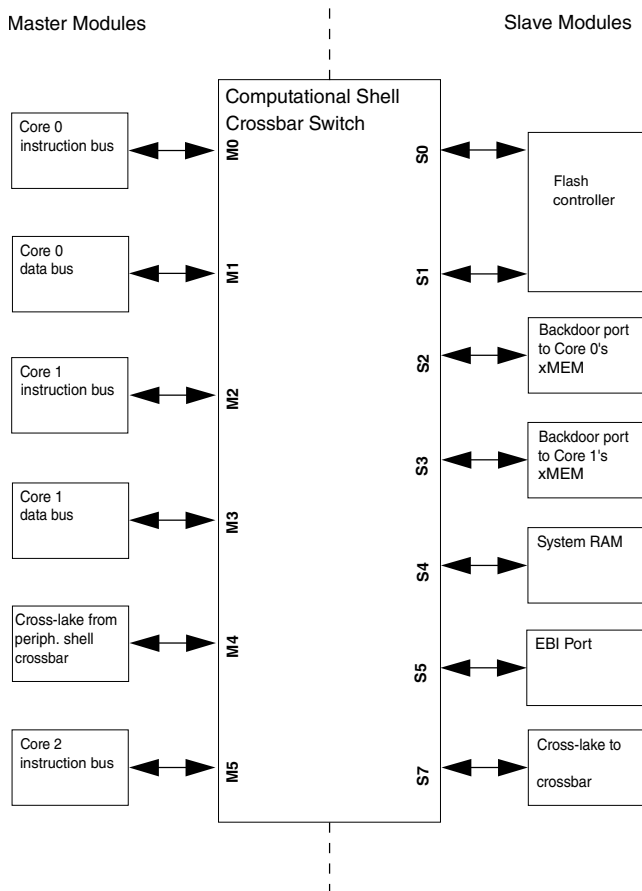 Master Modules
Slave Modules
Computational Shell
Crossbar Switch
Core 0
instruction bus
M0
Core 0
data bus
M1
Core 1
instruction bus
M2
Core 1
data bus
M3
Cross-lake from
periph. shell
crossbar
M4
Core 2
instruction bus
M5
S0
Flash
controller
S1
S2
Backdoor port
to Core 0's
xMEM
S3
Backdoor port
to Core 1's
xMEM
S4
System RAM
S5
EBI Port
S7
Cross-lake to
crossbar